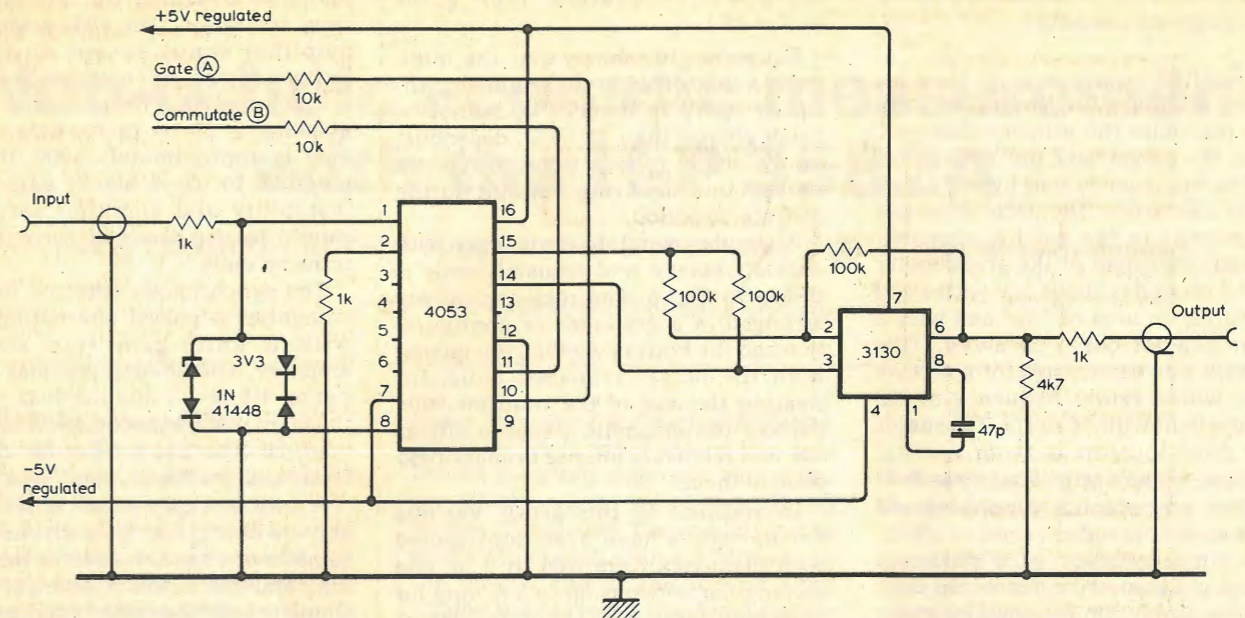 +5V regulated
Gate A
10k
Commutate B
10k
Input
1k
1k
3V3
1N
4148
1
2
3
4
5
6
7
8
4053
16
15
14
13
12
11
10
9
100k
100k
100k
2
3
3130
7
6
8
4
1
47p
1k
4k7
Output
-5V
regulated